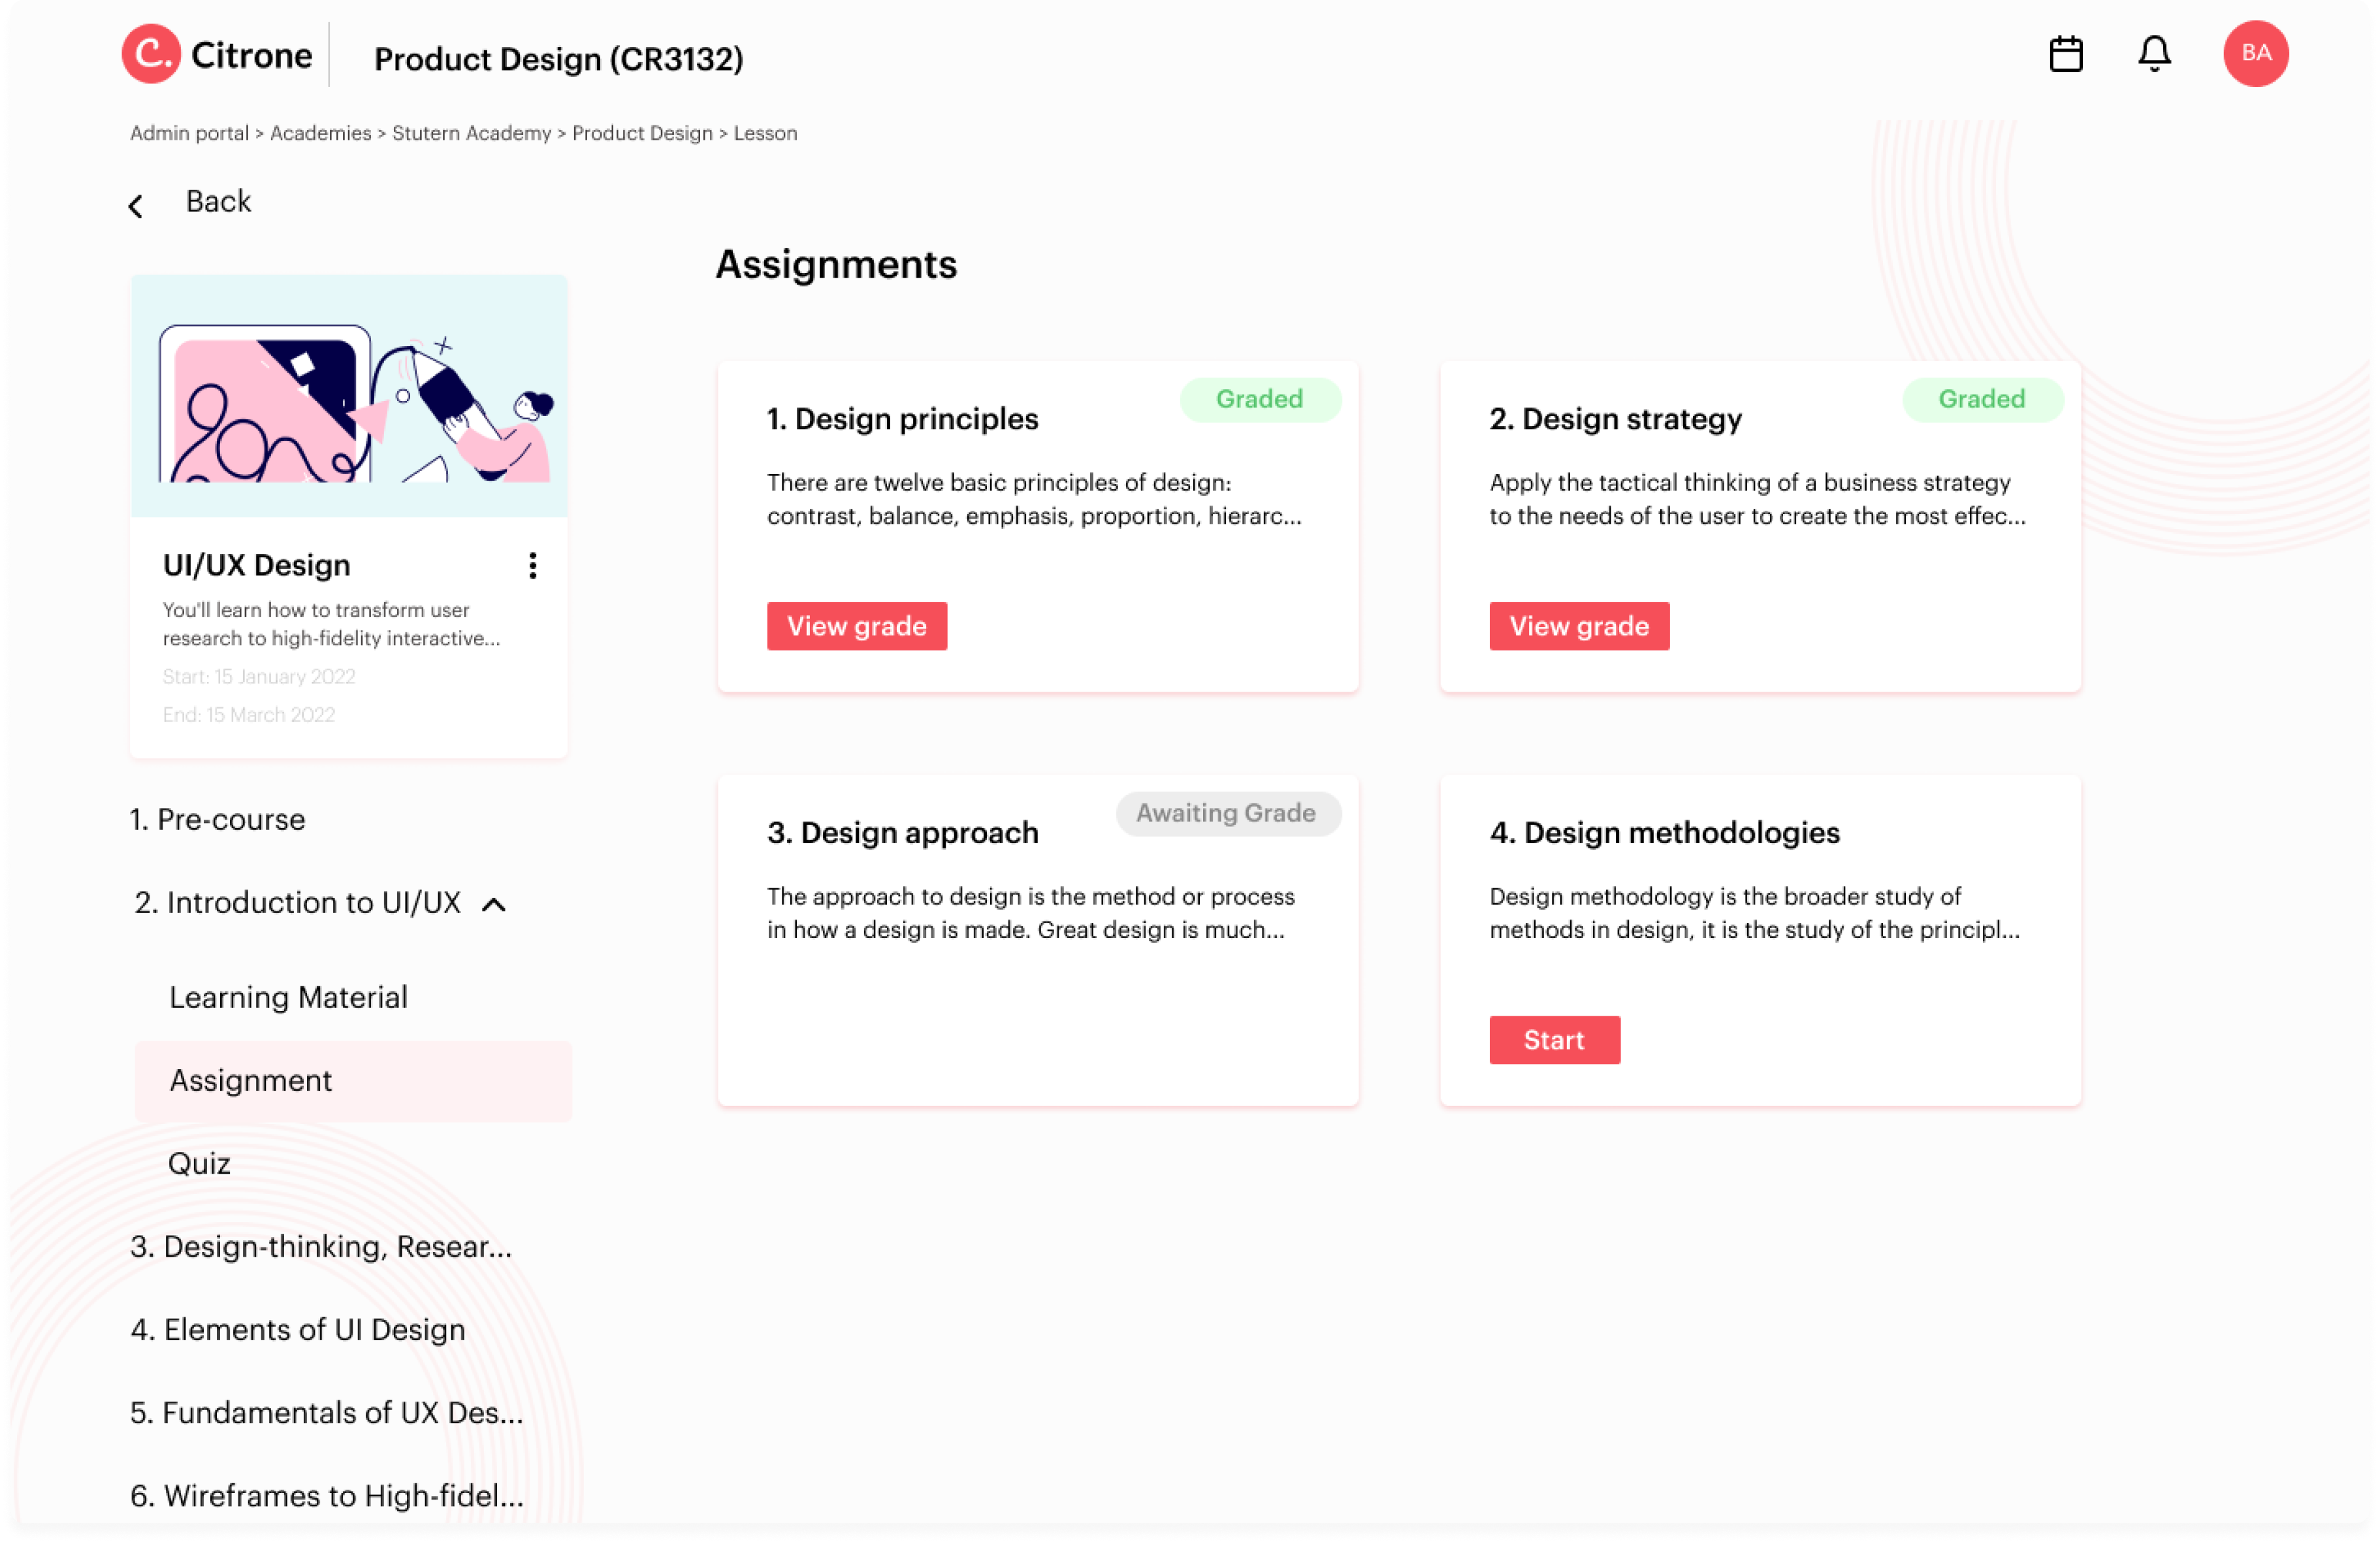 C. Citrone
Product Design (CR3132)
BA
Admin portal > Academies > Stutern Academy > Product Design > Lesson
Back
UI/UX Design
You'll learn how to transform user
research to high-fidelity interactive...
Start: 15 January 2022
End: 15 March 2022
1. Pre-course
2. Introduction to UI/UX
Learning Material
Assignment
Quiz
3. Design-thinking, Resear...
4. Elements of UI Design
5. Fundamentals of UX Des...
6. Wireframes to High-fidel...
Assignments
Graded
1. Design principles
There are twelve basic principles of design:
contrast, balance, emphasis, proportion, hierarc...
View grade
Graded
2. Design strategy
Apply the tactical thinking of a business strategy
to the needs of the user to create the most effec...
View grade
Awaiting Grade
3. Design approach
The approach to design is the method or process
in how a design is made. Great design is much...
4. Design methodologies
Design methodology is the broader study of
methods in design, it is the study of the principl...
Start